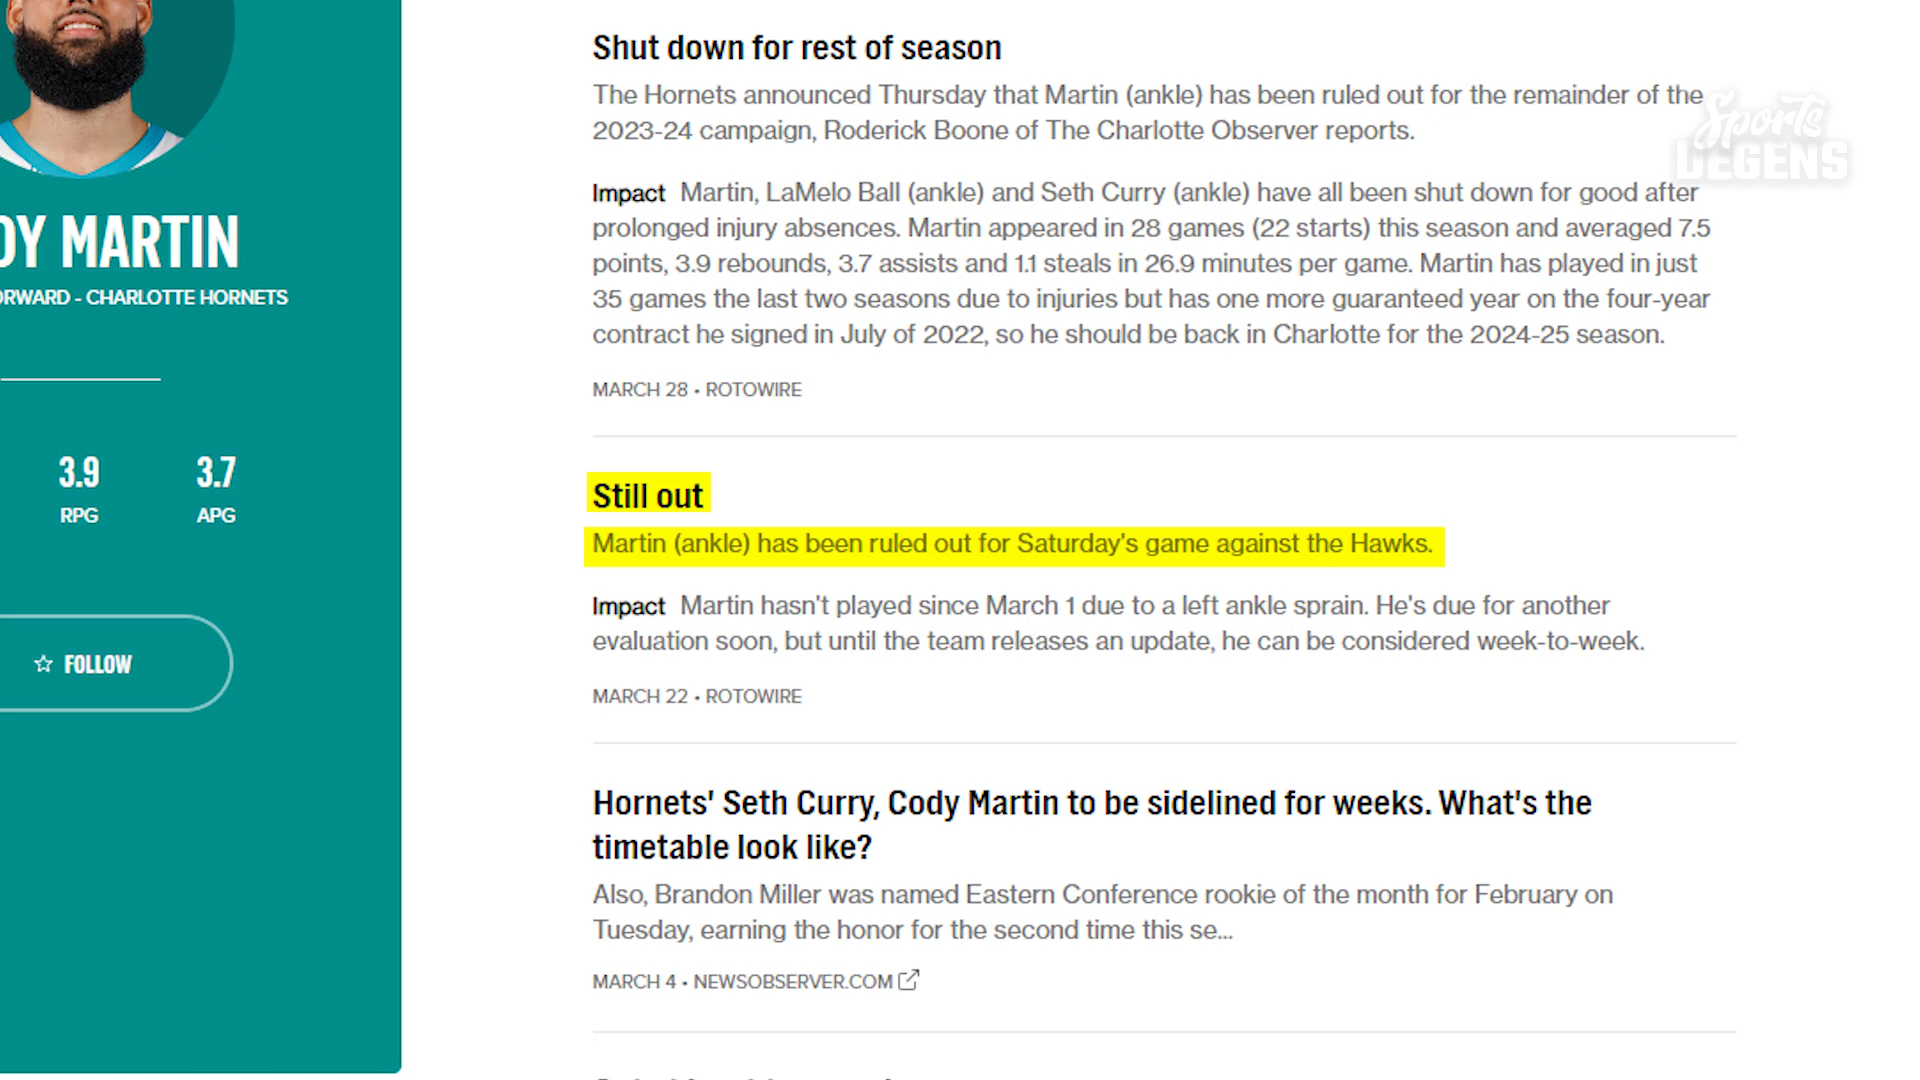 DY MARTIN
ORWARD - CHARLOTTE HORNETS
3.9
3.7
RPG
APG
☆ FOLLOW
Sports
DEGENS
Shut down for rest of season
The Hornets announced Thursday that Martin (ankle) has been ruled out for the remainder of the
2023-24 campaign, Roderick Boone of The Charlotte Observer reports.
Impact Martin, LaMelo Ball (ankle) and Seth Curry (ankle) have all been shut down for good after
prolonged injury absences. Martin appeared in 28 games (22 starts) this season and averaged 7.5
points, 3.9 rebounds, 3.7 assists and 1.1 steals in 26.9 minutes per game. Martin has played in just
35 games the last two seasons due to injuries but has one more guaranteed year on the four-year
contract he signed in July of 2022, so he should be back in Charlotte for the 2024-25 season.
MARCH 28 • ROTOWIRE
Still out
Martin (ankle) has been ruled out for Saturday's game against the Hawks.
Impact Martin hasn't played since March 1 due to a left ankle sprain. He's due for another
evaluation soon, but until the team releases an update, he can be considered week-to-week.
MARCH 22 • ROTOWIRE
Hornets' Seth Curry, Cody Martin to be sidelined for weeks. What's the
timetable look like?
Also, Brandon Miller was named Eastern Conference rookie of the month for February on
Tuesday, earning the honor for the second time this se...
MARCH 4 • NEWSOBSERVER.COM